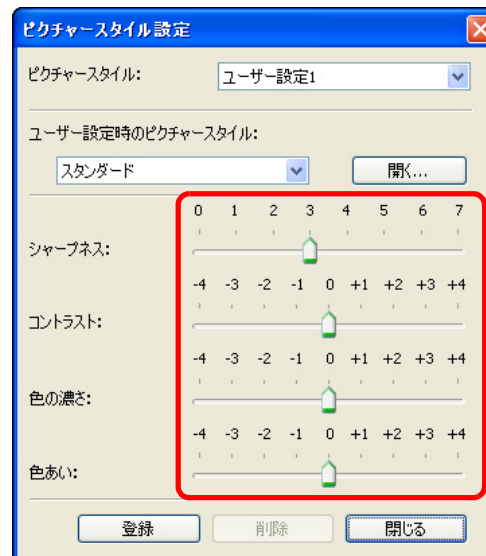 ピクチャースタイル設定
ピクチャースタイル: ユーザー設定1
ユーザー設定時のピクチャースタイル:
スタンダード 開く...
0 1 2 3 4 5 6 7
シャープネス:
-4 -3 -2 -1 0 +1 +2 +3 +4
コントラスト:
-4 -3 -2 -1 0 +1 +2 +3 +4
色の濃さ:
-4 -3 -2 -1 0 +1 +2 +3 +4
色あい:
登録 削除 閉じる